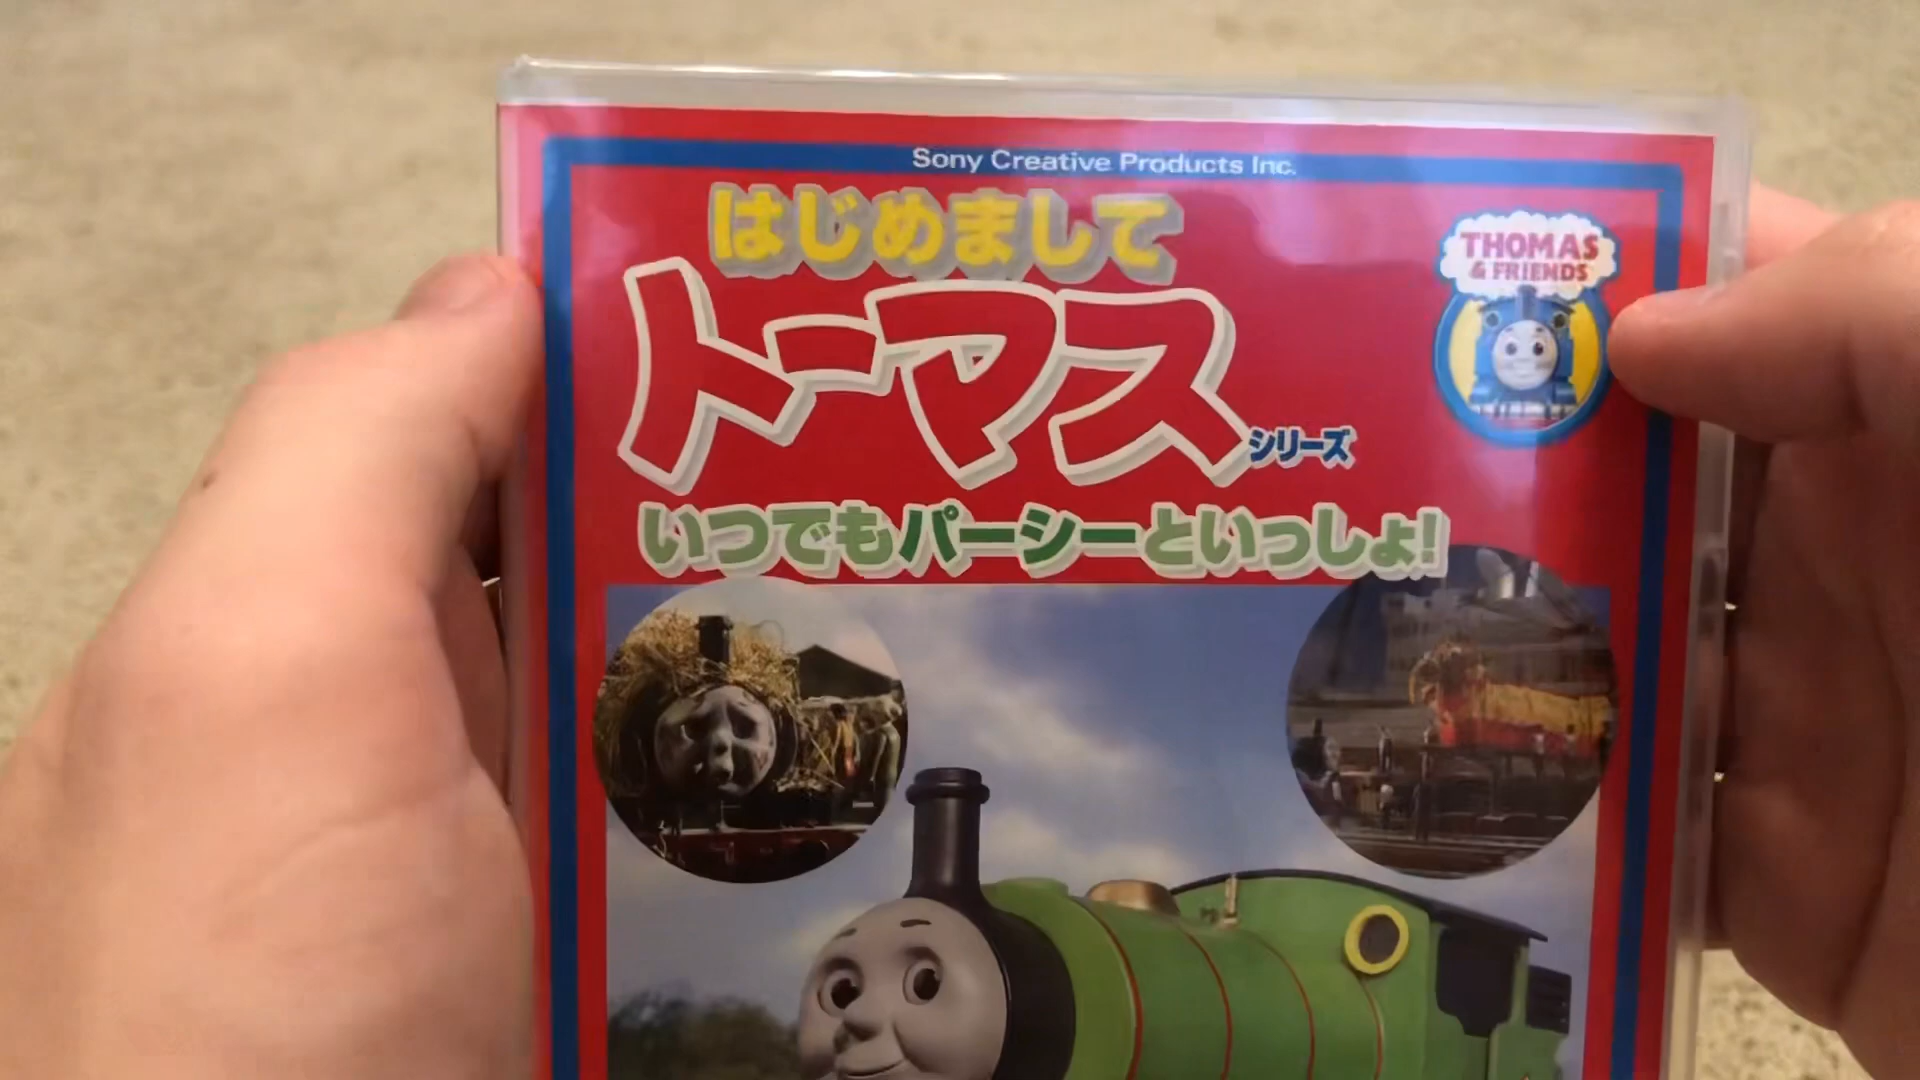 Sony Creative Products Inc.
はじめまして
トーマス
シリーズ
THOMAS
& FRIENDS
いつでもパーシーといっしょ!